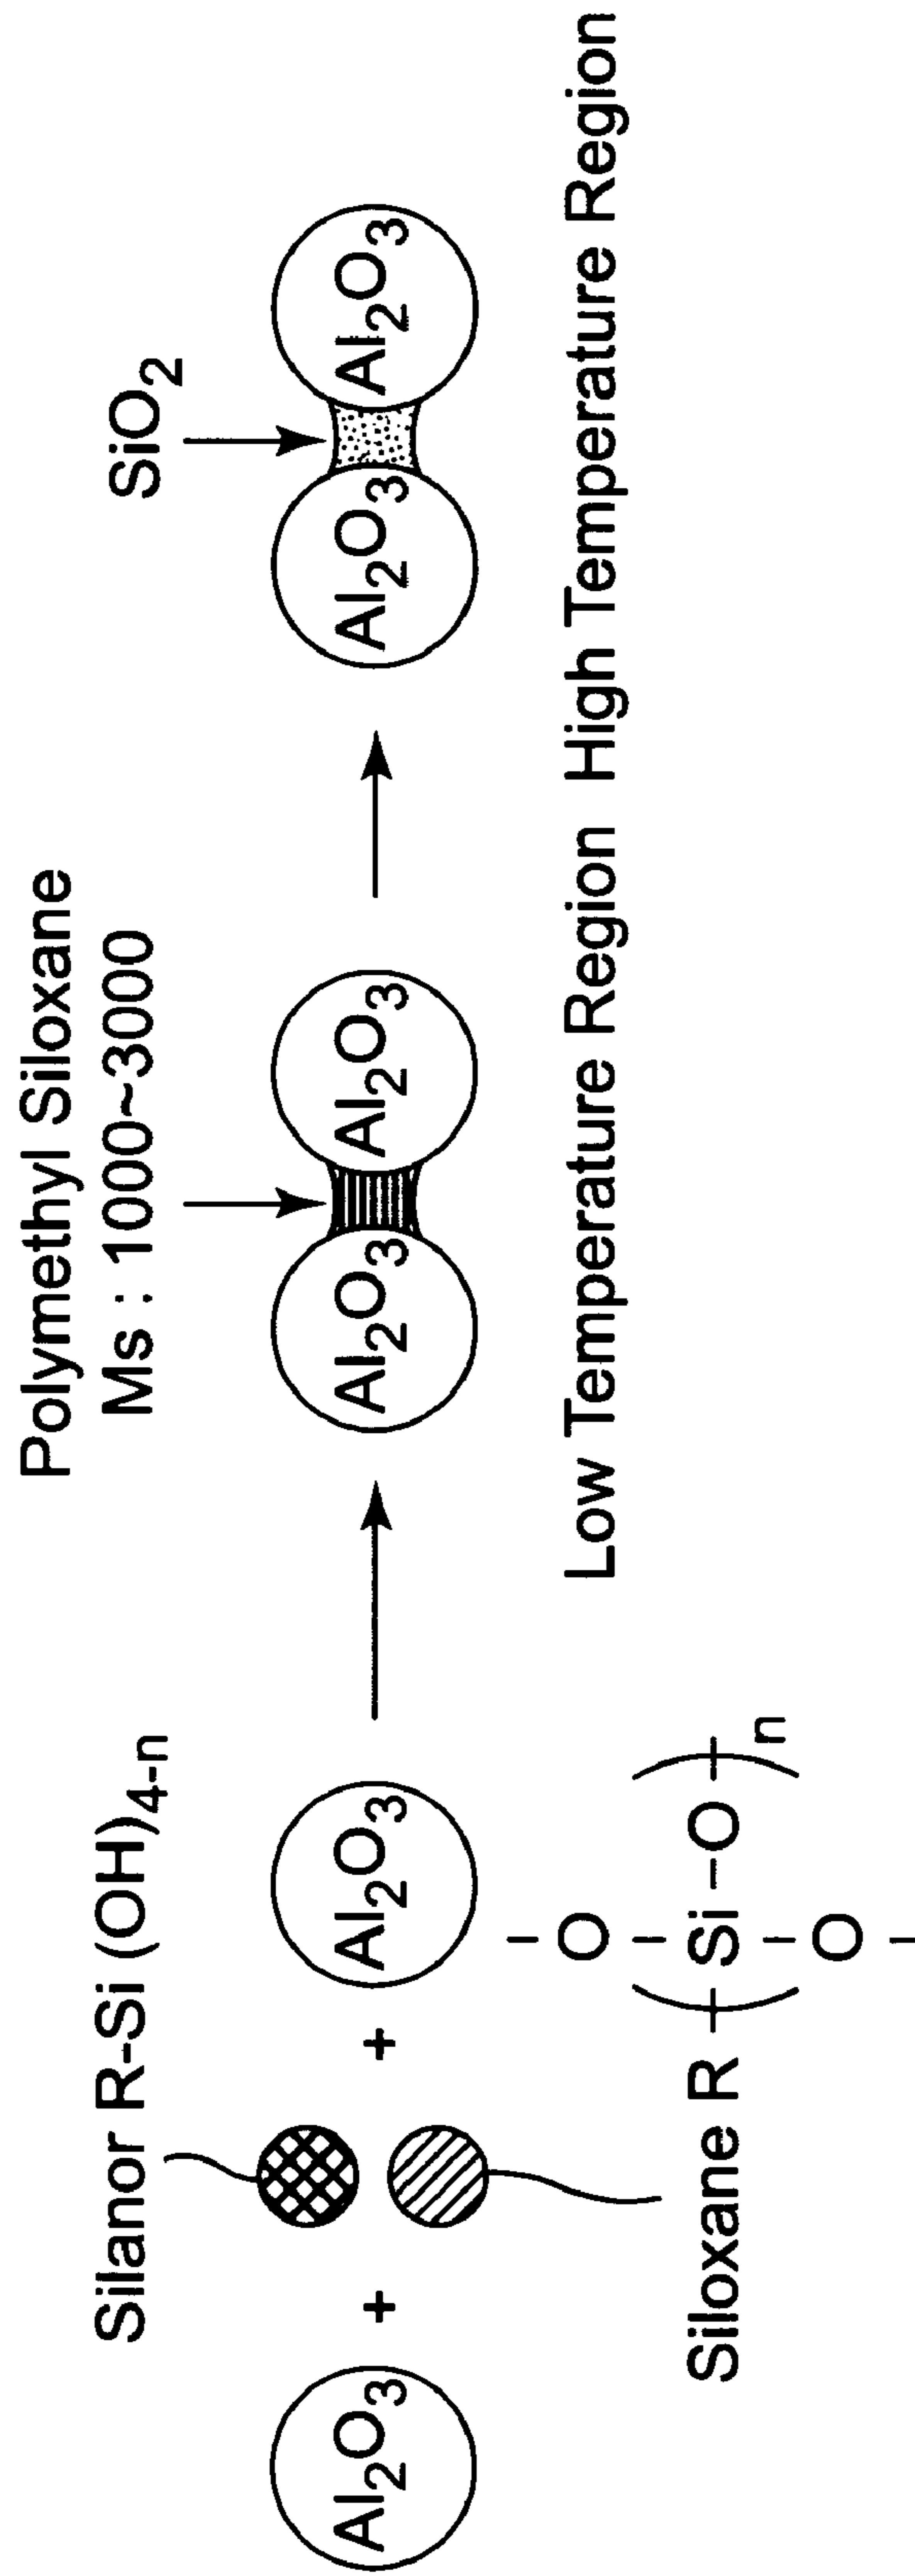 Silanor R-Si (OH)4-n
Polymethyl Siloxane
Ms : 1000~3000
SiO2
Al2O3 + + Al2O3
Al2O3 Al2O3
Al2O3 Al2O3
Low Temperature Region High Temperature Region
- O -
Siloxane R -( Si -O )- n
- O -